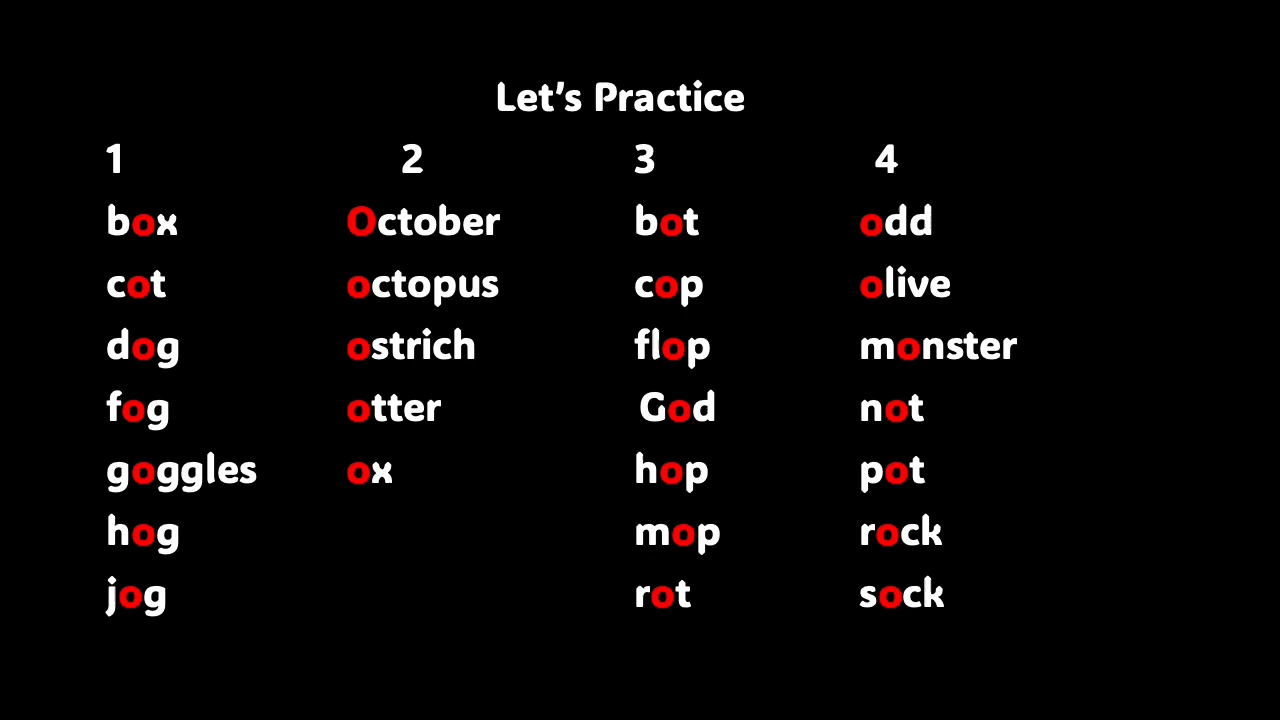 Let's Practice
1 2 3 4
box October bot odd
cot octopus cop olive
dog ostrich flop monster
fog otter God not
goggles ox hop pot
hog mop rock
jog rot sock